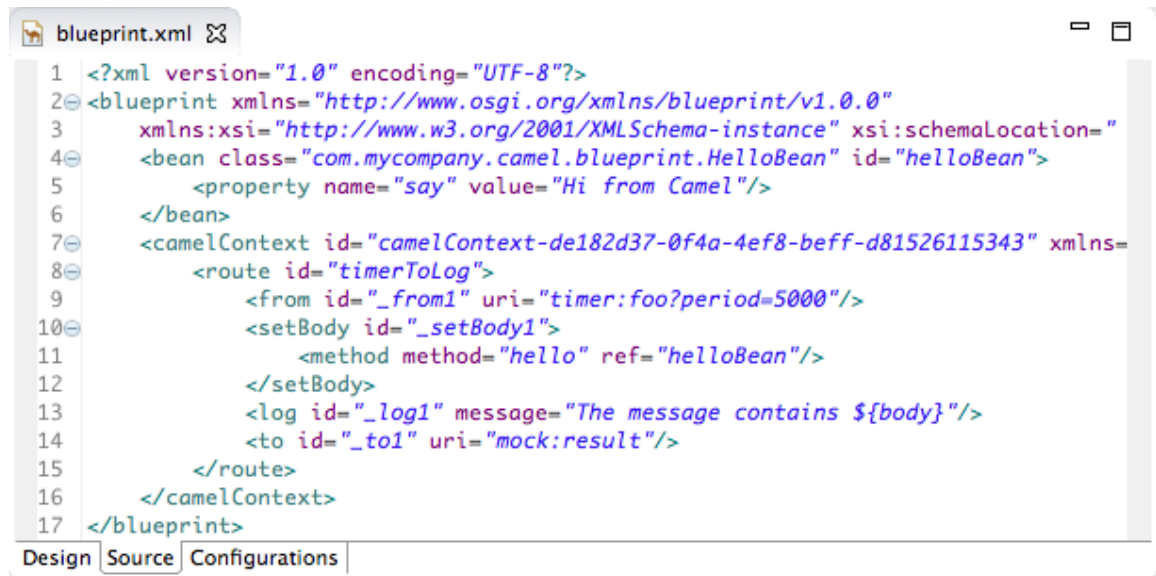 blueprint.xml
1 <?xml version="1.0" encoding="UTF-8"?>
2 <blueprint xmlns="http://www.osgi.org/xmlns/blueprint/v1.0.0"
3     xmlns:xsi="http://www.w3.org/2001/XMLSchema-instance" xsi:schemaLocation="
4     <bean class="com.mycompany.camel.blueprint.HelloBean" id="helloBean">
5         <property name="say" value="Hi from Camel"/>
6     </bean>
7     <camelContext id="camelContext-de182d37-0f4a-4ef8-beff-d81526115343" xmlns=
8         <route id="timerToLog">
9             <from id="_from1" uri="timer:foo?period=5000"/>
10             <setBody id="_setBody1">
11                 <method method="hello" ref="helloBean"/>
12             </setBody>
13             <log id="_log1" message="The message contains ${body}"/>
14             <to id="_to1" uri="mock:result"/>
15         </route>
16     </camelContext>
17 </blueprint>
Design Source Configurations